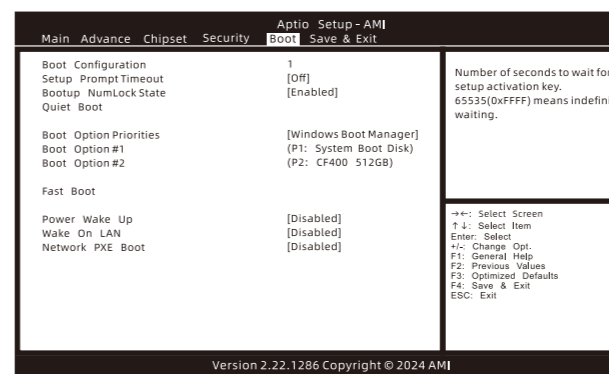 Aptio Setup - AMI
Main Advance Chipset Security Boot Save & Exit
Boot Configuration 1
Setup Prompt Timeout [Off]
Bootup NumLock State [Enabled]
Quiet Boot
Boot Option Priorities [Windows Boot Manager]
Boot Option #1 (P1: System Boot Disk)
Boot Option #2 (P2: CF400 512GB)
Fast Boot
Power Wake Up [Disabled]
Wake On LAN [Disabled]
Network PXE Boot [Disabled]
Number of seconds to wait for
setup activation key.
65535(0xFFFF) means indefini
waiting.
→←: Select Screen
↑↓: Select Item
Enter: Select
+/-: Change Opt.
F1: General Help
F2: Previous Values
F3: Optimized Defaults
F4: Save & Exit
ESC: Exit
Version 2.22.1286 Copyright © 2024 AMI